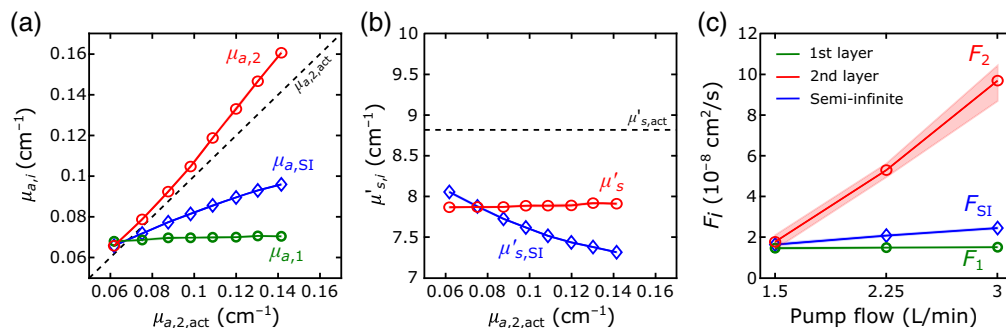 (a)
0.16
0.14
0.12
0.10
0.08
0.06
μa,i (cm⁻¹)
μa,2
μa,2,act
μa,SI
μa,1
0.06 0.08 0.1 0.12 0.14 0.16
μa,2,act (cm⁻¹)
(b)
10
9.5
9
8.5
8
7.5
7
μ's,i (cm⁻¹)
μ's,act
μ's
μ's,SI
0.06 0.08 0.1 0.12 0.14 0.16
μa,2,act (cm⁻¹)
(c)
12
10
8
6
4
2
0
Fi (10⁻⁸ cm²/s)
1st layer
2nd layer
Semi-infinite
F2
FSI
F1
1.5 2.25 3
Pump flow (L/min)